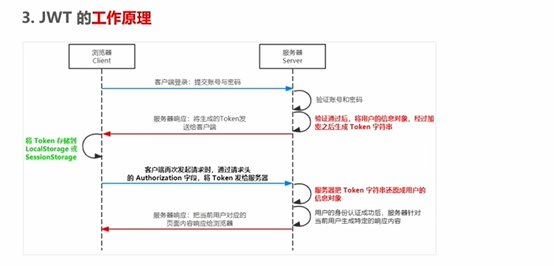 3. JWT 的工作原理
浏览器
Client
服务器
Server
客户端登录：提交账号与密码
验证账号和密码
服务器响应：将生成的Token发
送给客户端
验证通过后，将用户的信息对象，经过加
密之后生成 Token 字符串
将 Token 存储到
LocalStorage 或
SessionStorage
客户端再次发起请求时，通过请求头
的 Authorization 字段，将 Token 发给服务器
服务器把 Token 字符串还原成用户的
信息对象
服务器响应：把当前用户对应的
页面内容响应给浏览器
用户的身份认证成功后，服务器针对
当前用户生成特定的响应内容